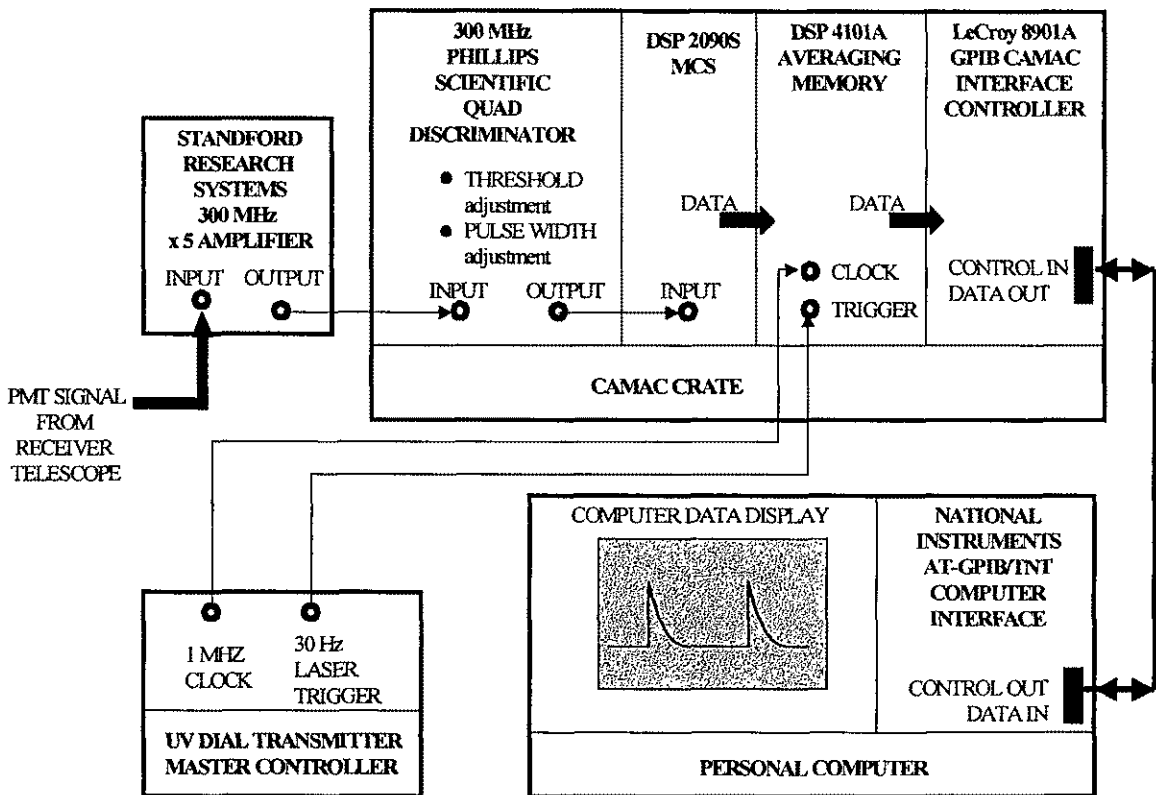 300 MHz
PHILLIPS
SCIENTIFIC
QUAD
DISCRIMINATOR
● THRESHOLD
adjustment
● PULSE WIDTH
adjustment
INPUT OUTPUT
DSP 2090S
MCS
DATA
INPUT
DSP 4101A
AVERAGING
MEMORY
DATA
CLOCK
TRIGGER
LeCroy 8901A
GPIB CAMAC
INTERFACE
CONTROLLER
CONTROL IN
DATA OUT
CAMAC CRATE
STANDFORD
RESEARCH
SYSTEMS
300 MHz
x 5 AMPLIFIER
INPUT OUTPUT
PMT SIGNAL
FROM
RECEIVER
TELESCOPE
COMPUTER DATA DISPLAY
NATIONAL
INSTRUMENTS
AT-GPIB/TNT
COMPUTER
INTERFACE
CONTROL OUT
DATA IN
PERSONAL COMPUTER
1 MHZ
CLOCK
30 Hz
LASER
TRIGGER
UV DIAL TRANSMITTER
MASTER CONTROLLER